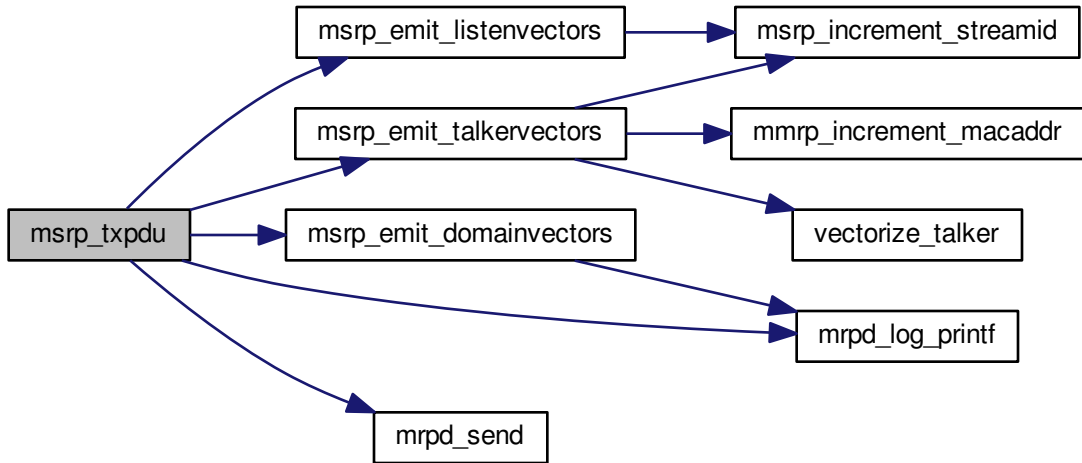 msrp_emit_listenvectors
msrp_increment_streamid
msrp_emit_talkervectors
mmrp_increment_macaddr
msrp_txpdu
msrp_emit_domainvectors
vectorize_talker
mrpd_log_printf
mrpd_send